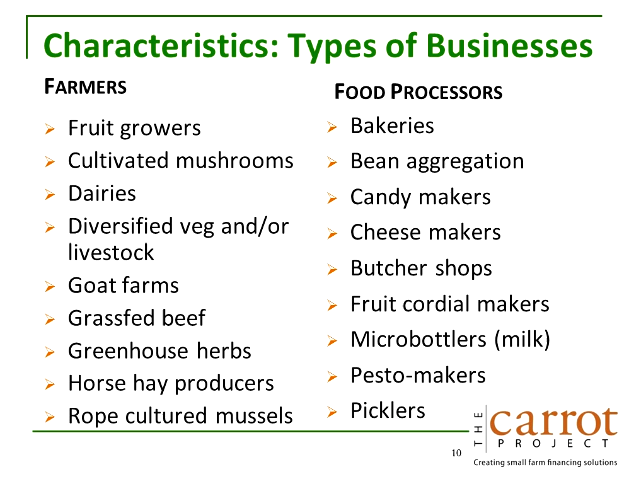 Characteristics: Types of Businesses
FARMERS
Fruit growers
Cultivated mushrooms
Dairies
Diversified veg and/or
livestock
Goat farms
Grassfed beef
Greenhouse herbs
Horse hay producers
Rope cultured mussels
FOOD PROCESSORS
Bakeries
Bean aggregation
Candy makers
Cheese makers
Butcher shops
Fruit cordial makers
Microbottlers (milk)
Pesto-makers
Picklers
10
THE
carrot
PROJECT
Creating small farm financing solutions